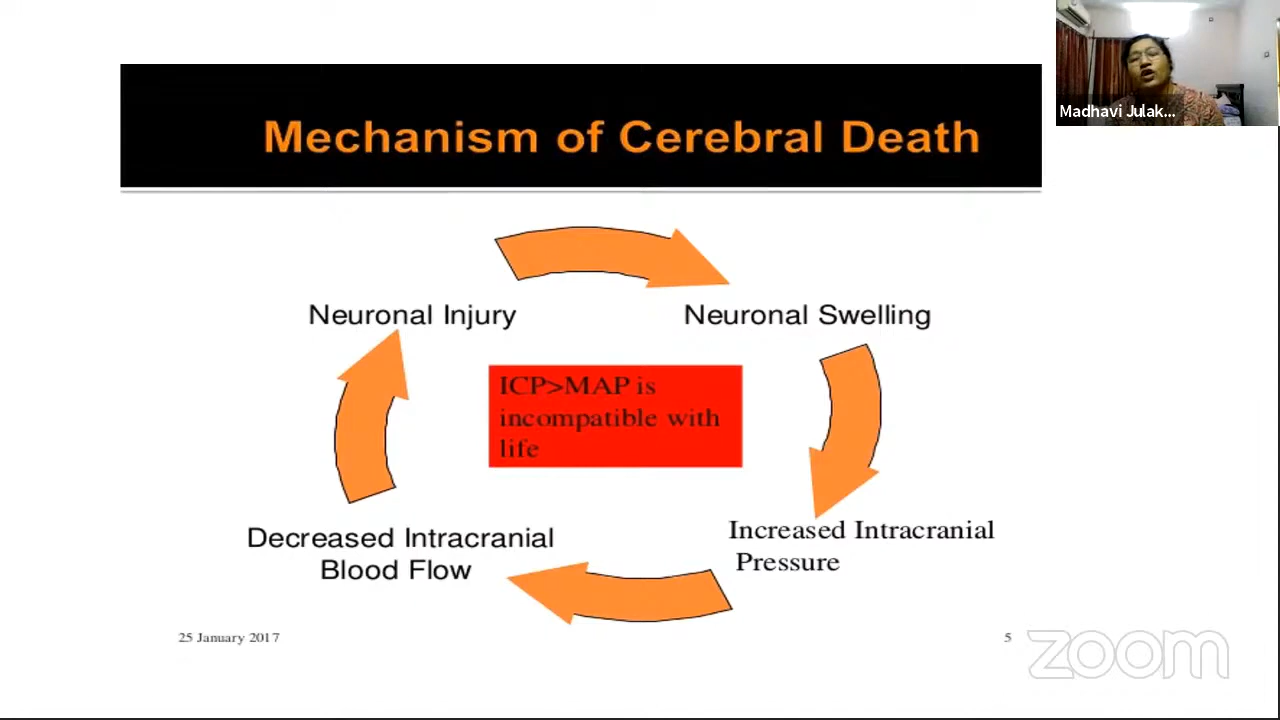 Mechanism of Cerebral Death
Madhavi Julak...
Neuronal Injury
Neuronal Swelling
ICP>MAP is
incompatible with
life
Decreased Intracranial
Blood Flow
Increased Intracranial
Pressure
25 January 2017
5
zoom